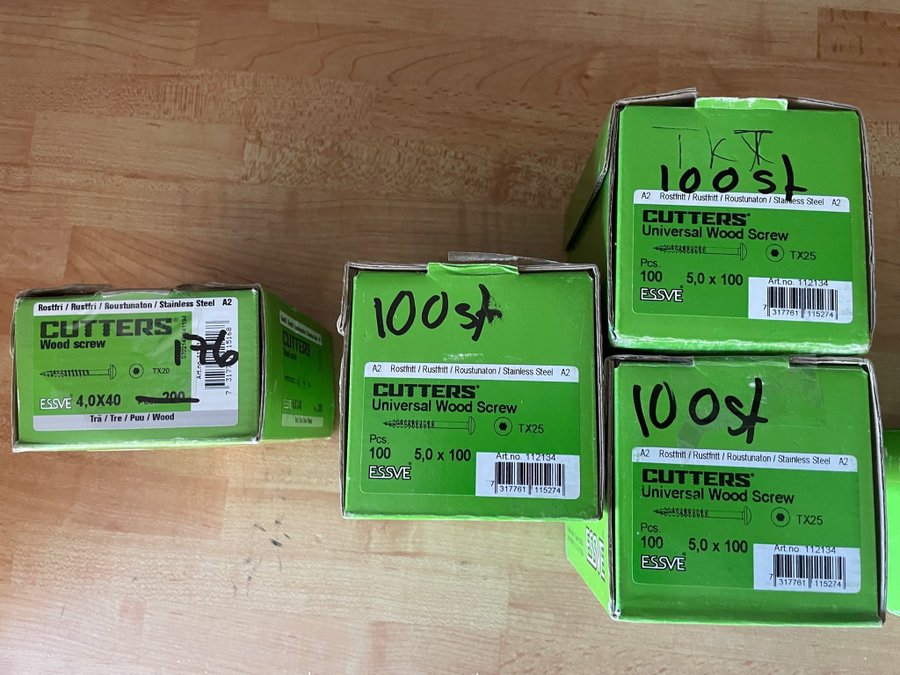 Rostfri / Rustfri / Roustunaton / Stainless Steel A2
CUTTERS®
Wood screw
176
TX20
ESSVE 4,0X40 200
Trä / Tre / Puu / Wood
100st
A2 Rostfritt / Rustfritt / Roustunaton / Stainless Steel A2
CUTTERS®
Universal Wood Screw
TX25
Pcs.
100 5,0 x 100
ESSVE®
Art.no. 112134
7 317761 115274
100st
A2 Rostfritt / Rustfritt / Roustunaton / Stainless Steel A2
CUTTERS®
Universal Wood Screw
TX25
Pcs.
100 5,0 x 100
ESSVE®
Art.no. 112134
7 317761 115274
100st
A2 Rostfritt / Rustfritt / Roustunaton / Stainless Steel A2
CUTTERS®
Universal Wood Screw
TX25
Pcs.
100 5,0 x 100
ESSVE®
Art.no. 112134
7 317761 115274
ESSVE